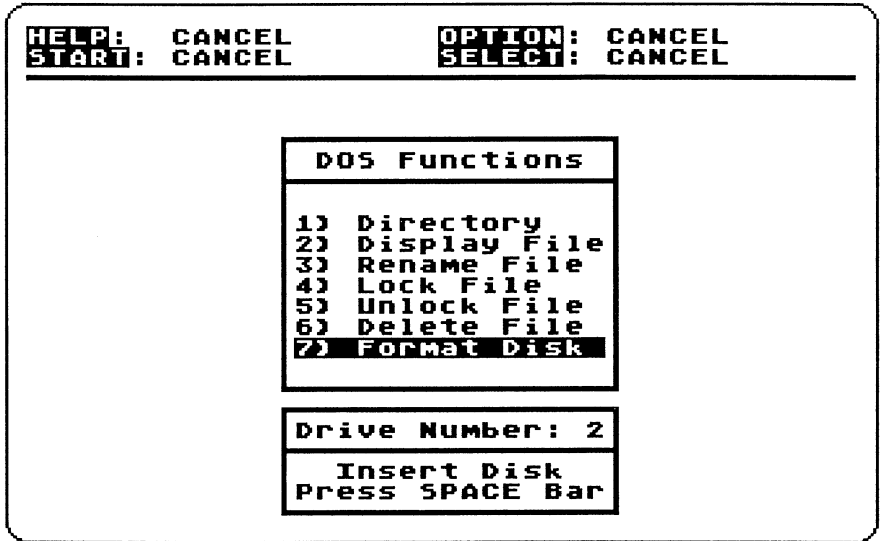 HELP: CANCEL OPTION: CANCEL
START: CANCEL SELECT: CANCEL
DOS Functions
1) Directory
2) Display File
3) Rename File
4) Lock File
5) Unlock File
6) Delete File
7) Format Disk
Drive Number: 2
Insert Disk
Press SPACE Bar